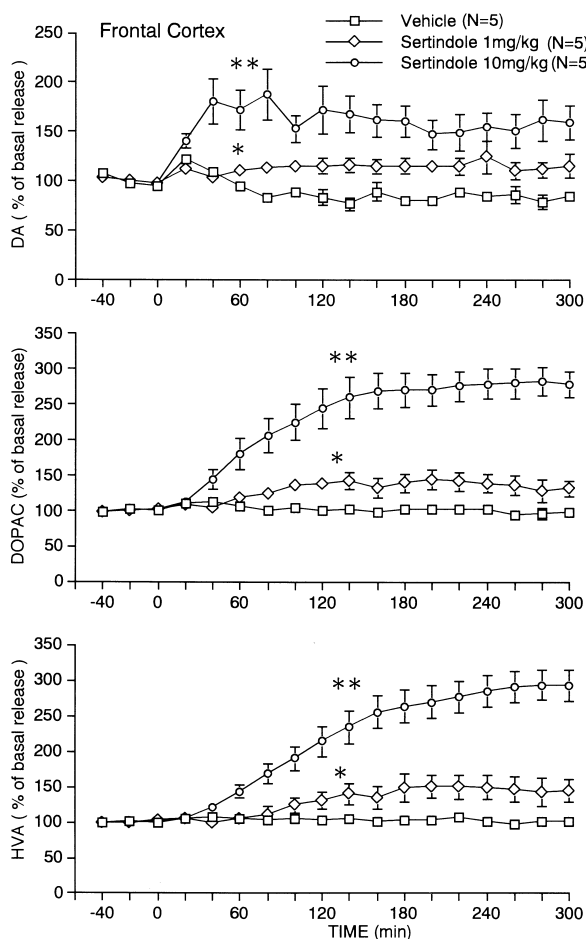 Frontal Cortex
Vehicle (N=5)
Sertindole 1mg/kg (N=5)
Sertindole 10mg/kg (N=5
DA ( % of basal release )
250
200
150
100
50
0
**
*
-40 0 60 120 180 240 300
DOPAC (% of basal release)
350
300
250
200
150
100
50
0
**
*
-40 0 60 120 180 240 300
HVA ( % of basal release )
350
300
250
200
150
100
50
0
**
*
-40 0 60 120 180 240 300
TIME (min)